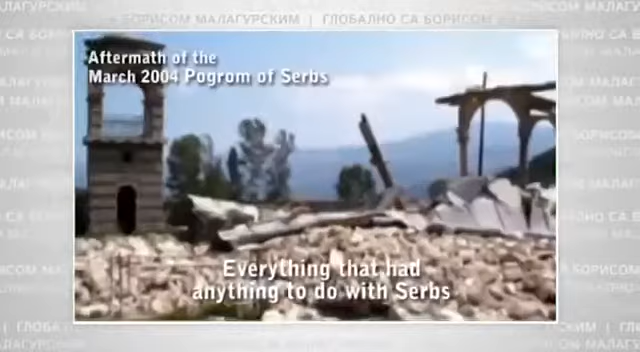 БОРИСОМ МАЛАГУРСКИМ | ГЛОБАЛНО СА БОРИСОМ
Aftermath of the
March 2004 Pogrom of Serbs
Everything that had
anything to do with Serbs